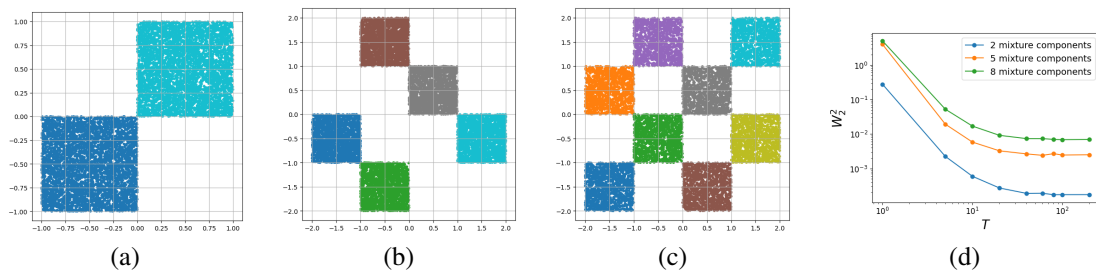 1.00
0.75
0.50
0.25
0.00
−0.25
−0.50
−0.75
−1.00
−1.00 −0.75 −0.50 −0.25 0.00 0.25 0.50 0.75 1.00
(a)
2.0
1.5
1.0
0.5
0.0
−0.5
−1.0
−1.5
−2.0
−2.0 −1.5 −1.0 −0.5 0.0 0.5 1.0 1.5 2.0
(b)
2.0
1.5
1.0
0.5
0.0
−0.5
−1.0
−1.5
−2.0
−2.0 −1.5 −1.0 −0.5 0.0 0.5 1.0 1.5 2.0
(c)
2 mixture components
5 mixture components
8 mixture components
W₂²
10⁰
10⁻¹
10⁻²
10⁻³
10⁰ 10¹ 10²
T
(d)